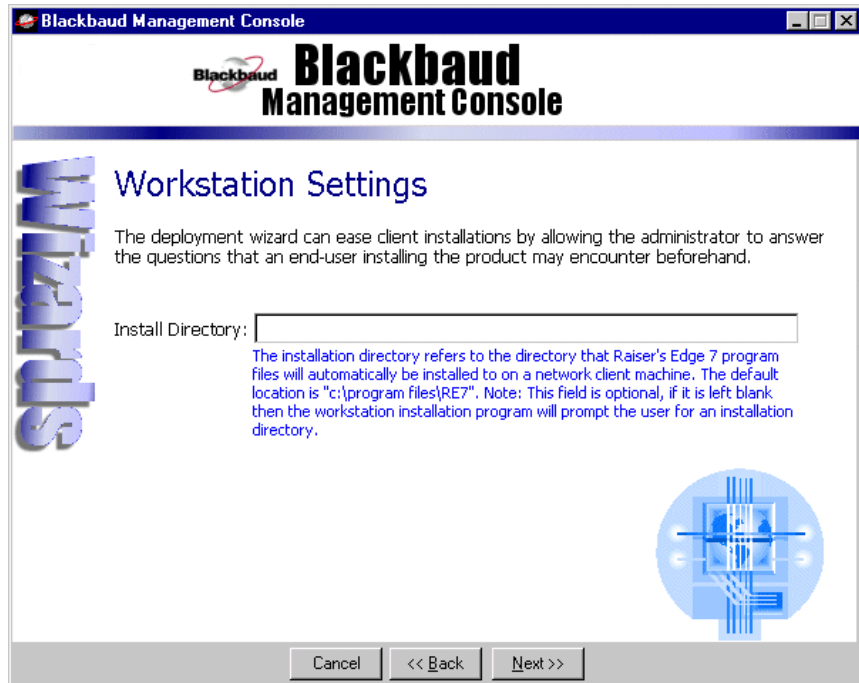 Blackbaud Management Console
Blackbaud Blackbaud
Management Console
Wizards
Workstation Settings
The deployment wizard can ease client installations by allowing the administrator to answer
the questions that an end-user installing the product may encounter beforehand.
Install Directory:
The installation directory refers to the directory that Raiser's Edge 7 program
files will automatically be installed to on a network client machine. The default
location is "c:\program files\RE7". Note: This field is optional, if it is left blank
then the workstation installation program will prompt the user for an installation
directory.
Cancel << Back Next >>